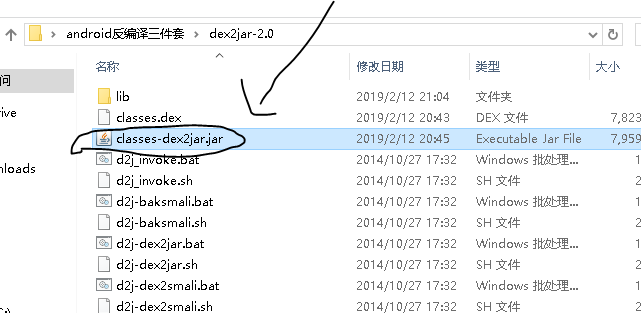 android反编译三件套 > dex2jar-2.0
问 名称 修改日期 类型 大小
lib 2019/2/12 21:04 文件夹
rive classes.dex 2019/2/12 20:43 DEX 文件 7,823
classes-dex2jar.jar 2019/2/12 20:45 Executable Jar File 7,959
d2j_invoke.bat 2014/10/27 17:32 Windows 批处理...
nloads d2j_invoke.sh 2014/10/27 17:32 SH 文件
d2j-baksmali.bat 2014/10/27 17:32 Windows 批处理...
d2j-baksmali.sh 2014/10/27 17:32 SH 文件
d2j-dex2jar.bat 2014/10/27 17:32 Windows 批处理...
d2j-dex2jar.sh 2014/10/27 17:32 SH 文件
d2j-dex2smali.bat 2014/10/27 17:32 Windows 批处理...
d2j-dex2smali.sh 2014/10/27 17:32 SH 文件